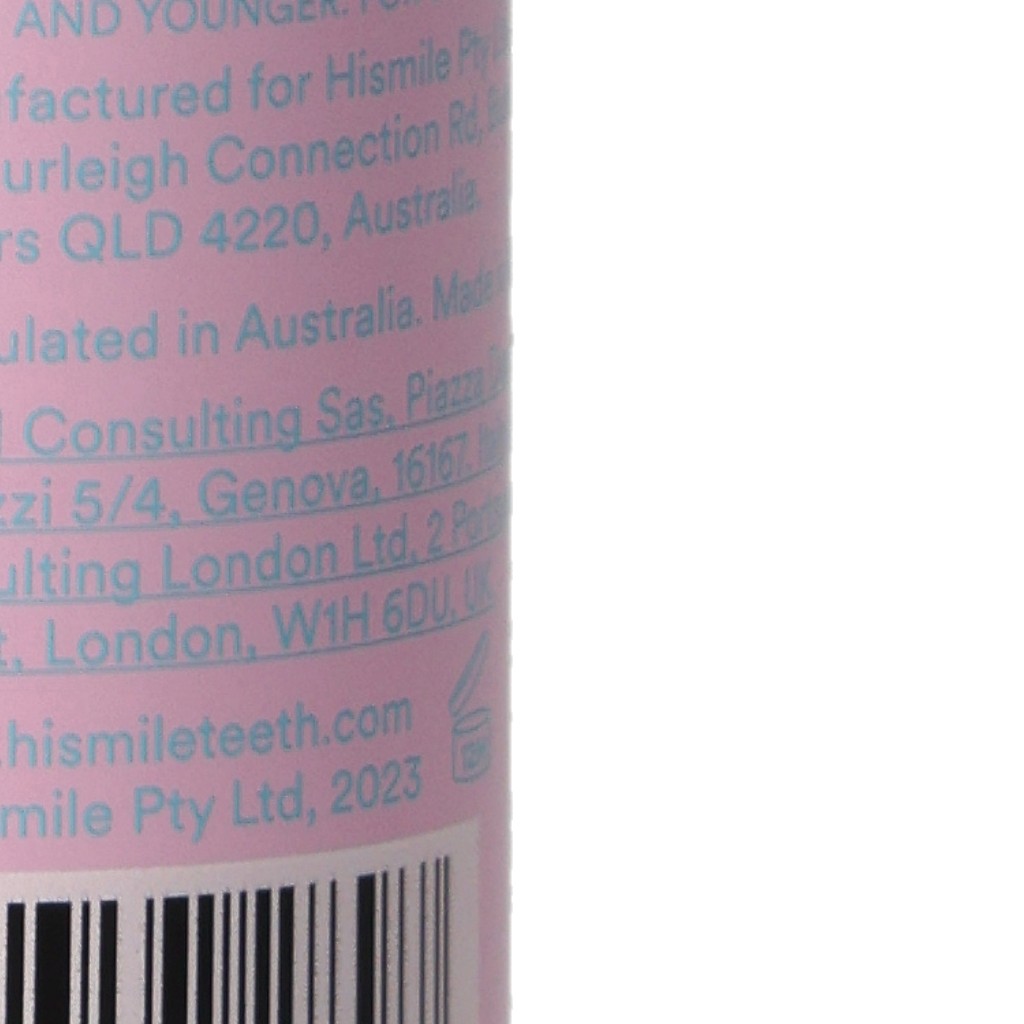 AND YOUNGER.
factured for Hismile Pty
urleigh Connection Rd,
rs QLD 4220, Australia.
ulated in Australia. Made
l Consulting Sas, Piazza
zzi 5/4, Genova, 16167.
ulting London Ltd, 2
t, London, W1H 6DU, UK
.hismileteeth.com
12M
mile Pty Ltd, 2023